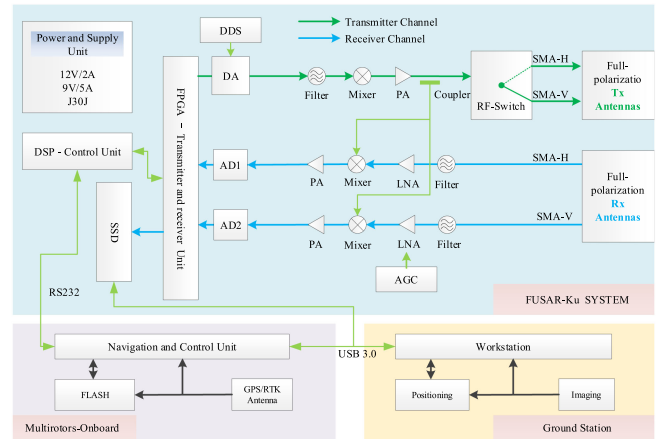 Power and Supply
Unit
12V/2A
9V/5A
J30J
DDS
Transmitter Channel
Receiver Channel
DA
Filter
Mixer
PA
Coupler
RF-Switch
SMA-H
SMA-V
Full-
polarizatio
Tx
Antennas
FPGA - Transmitter and
receiver Unit
DSP - Control Unit
SSD
AD1
PA
Mixer
LNA
Filter
SMA-H
Full-
polarization
Rx
Antennas
SMA-V
AD2
PA
Mixer
LNA
Filter
AGC
RS232
FUSAR-Ku SYSTEM
Navigation and Control Unit
USB 3.0
Workstation
FLASH
GPS/RTK
Antenna
Positioning
Imaging
Multirotors-Onboard
Ground Station